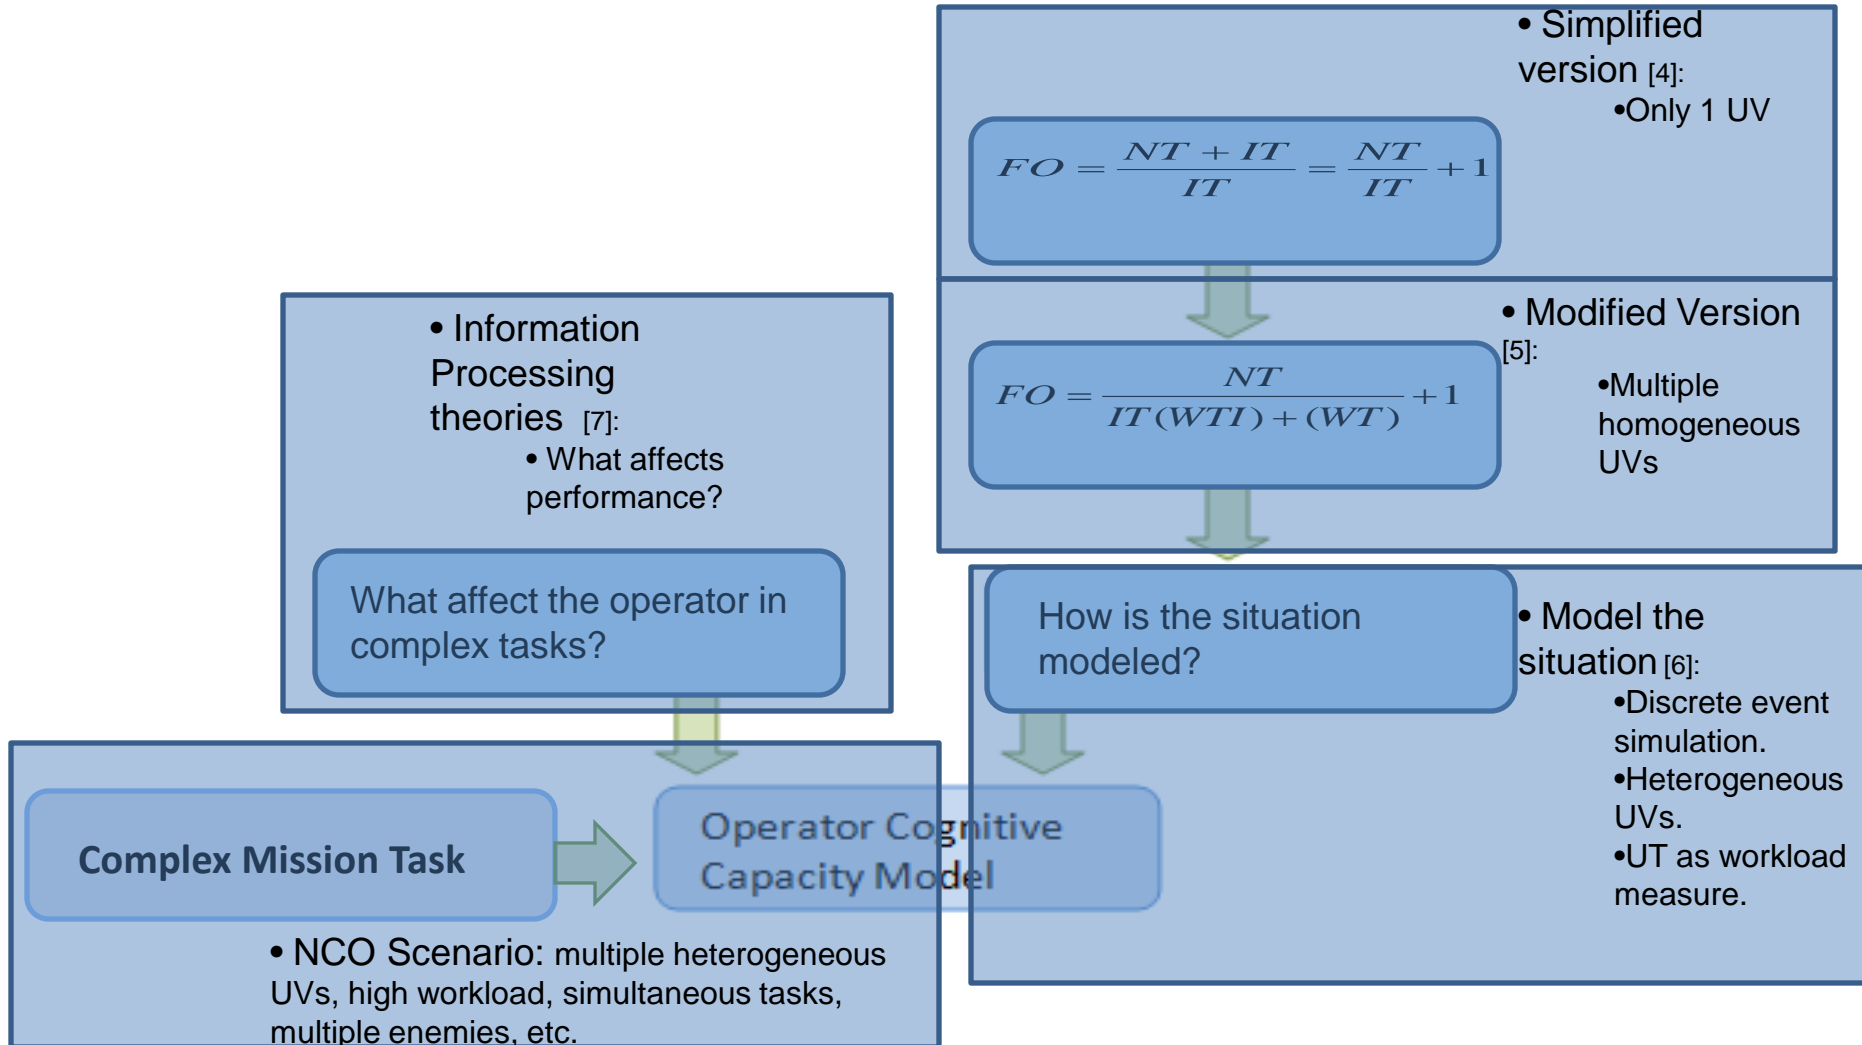 • Simplified
version [4]:
•Only 1 UV
FO = \frac{NT + IT}{IT} = \frac{NT}{IT} + 1
• Modified Version
[5]:
•Multiple
homogeneous
UVs
FO = \frac{NT}{IT(WTI) + (WT)} + 1
• Information
Processing
theories [7]:
• What affects
performance?
What affect the operator in
complex tasks?
How is the situation
modeled?
• Model the
situation [6]:
•Discrete event
simulation.
•Heterogeneous
UVs.
•UT as workload
measure.
Complex Mission Task
Operator Cognitive
Capacity Model
• NCO Scenario: multiple heterogeneous
UVs, high workload, simultaneous tasks,
multiple enemies, etc.